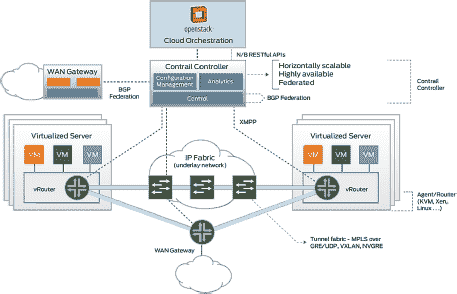 openstack
Cloud Orchestration
N/B RESTful APIs
WAN Gateway
Contrail Controller
Configuration
Management
Analytics
Control
Horizontally scalable
Highly available
Federated
Contrail
Controller
BGP
Federation
BGP Federation
XMPP
Virtualized Server
VM
VM
VM
vRouter
IP Fabric
(underlay network)
Virtualized Server
VM
VM
VM
vRouter
Agent/Router
(KVM, Xen,
Linux ...)
WAN Gateway
Tunnel fabric - MPLS over
GRE/UDP, VXLAN, NVGRE